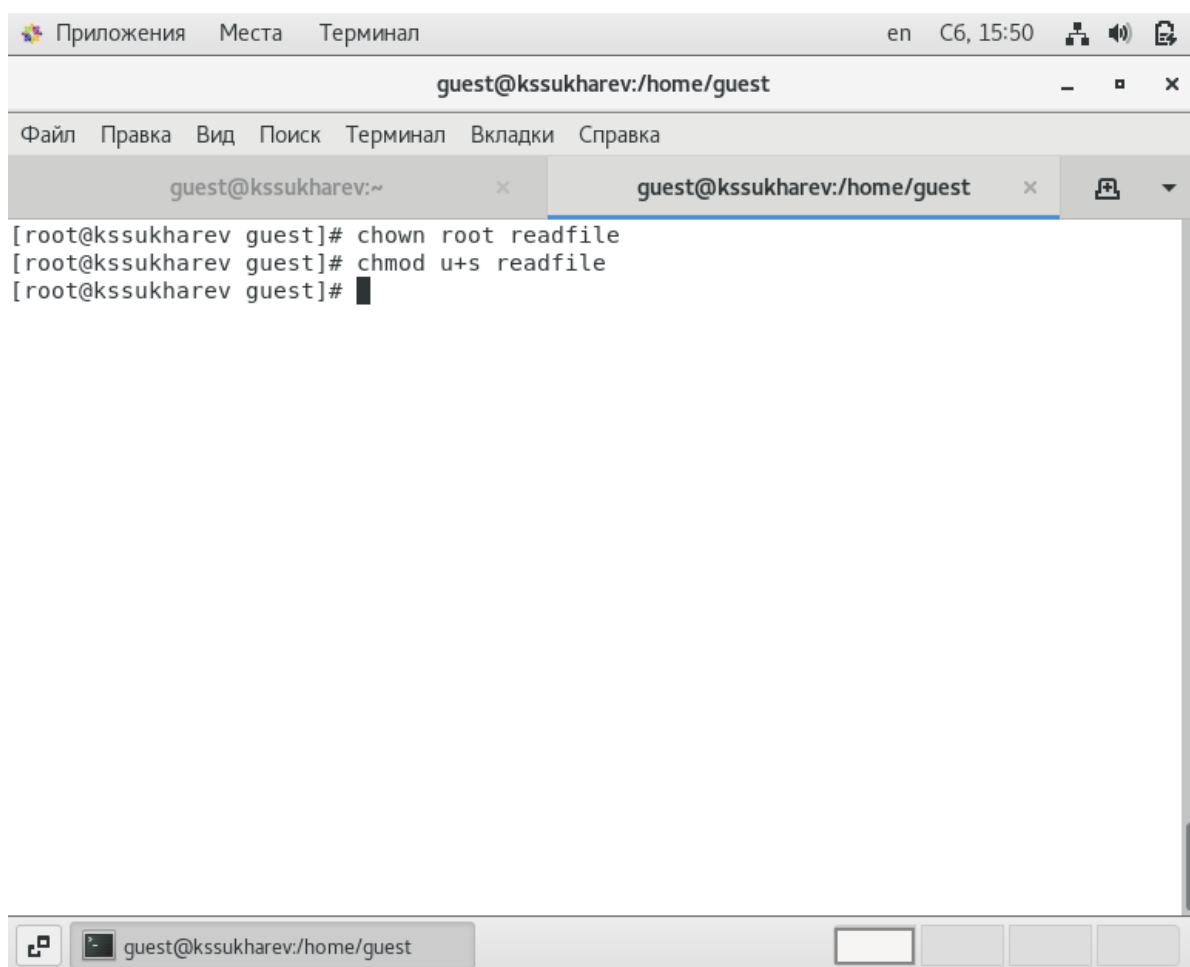 Приложения Места Терминал en Сб, 15:50
guest@kssukharev:/home/guest
Файл Правка Вид Поиск Терминал Вкладки Справка
guest@kssukharev:~ guest@kssukharev:/home/guest
[root@kssukharev guest]# chown root readfile
[root@kssukharev guest]# chmod u+s readfile
[root@kssukharev guest]#
guest@kssukharev:/home/guest